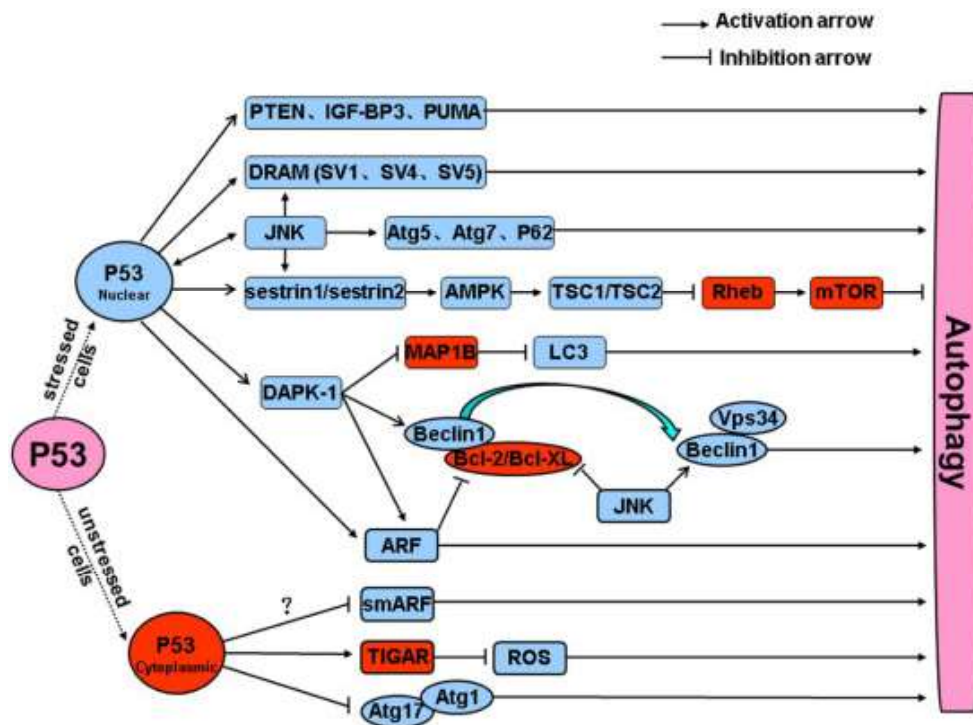 Activation arrow
Inhibition arrow
PTEN、IGF-BP3、PUMA
DRAM (SV1、SV4、SV5)
JNK
Atg5、Atg7、P62
P53
Nuclear
sestrin1/sestrin2
AMPK
TSC1/TSC2
Rheb
mTOR
MAP1B
LC3
DAPK-1
Beclin1
Bcl-2/Bcl-XL
Vps34
Beclin1
JNK
ARF
stressed
cells
P53
unstressed
cells
?
smARF
P53
Cytoplasmic
TIGAR
ROS
Atg17
Atg1
Autophagy